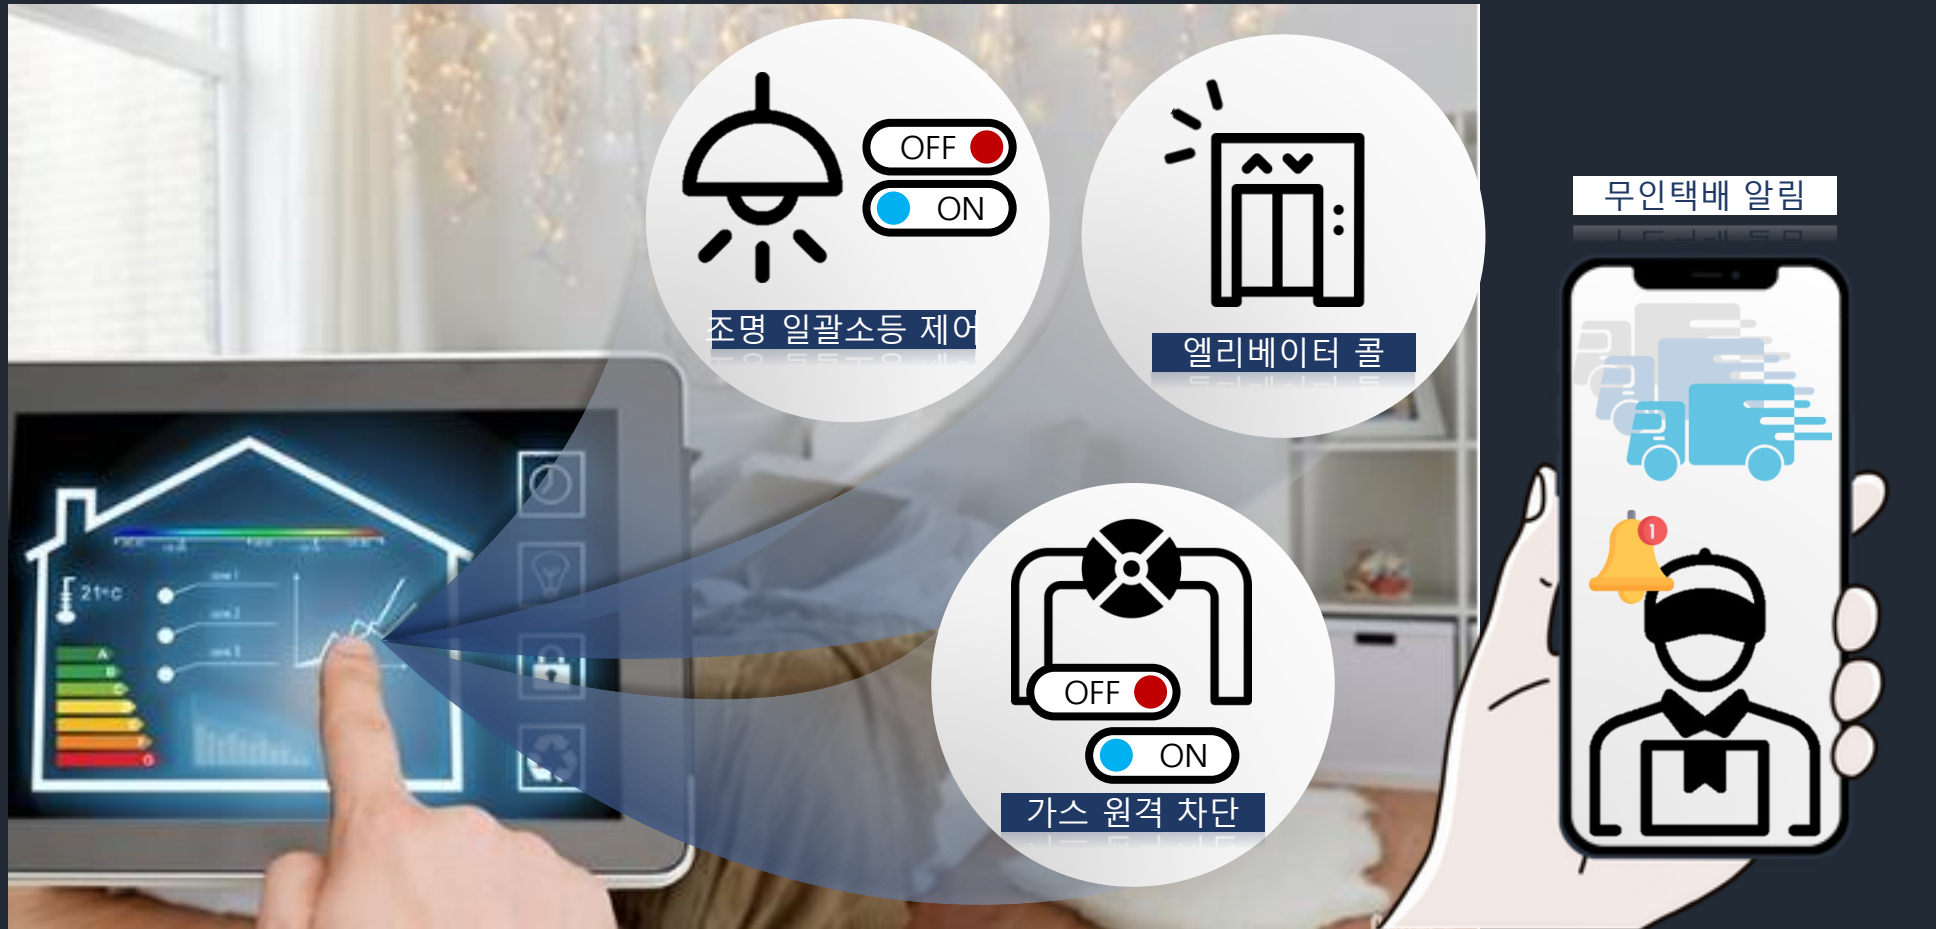 OFF
ON
조명 일괄소등 제어
엘리베이터 콜
무인택배 알림
1
21°C
A
B
C
F
G
OFF
ON
가스 원격 차단